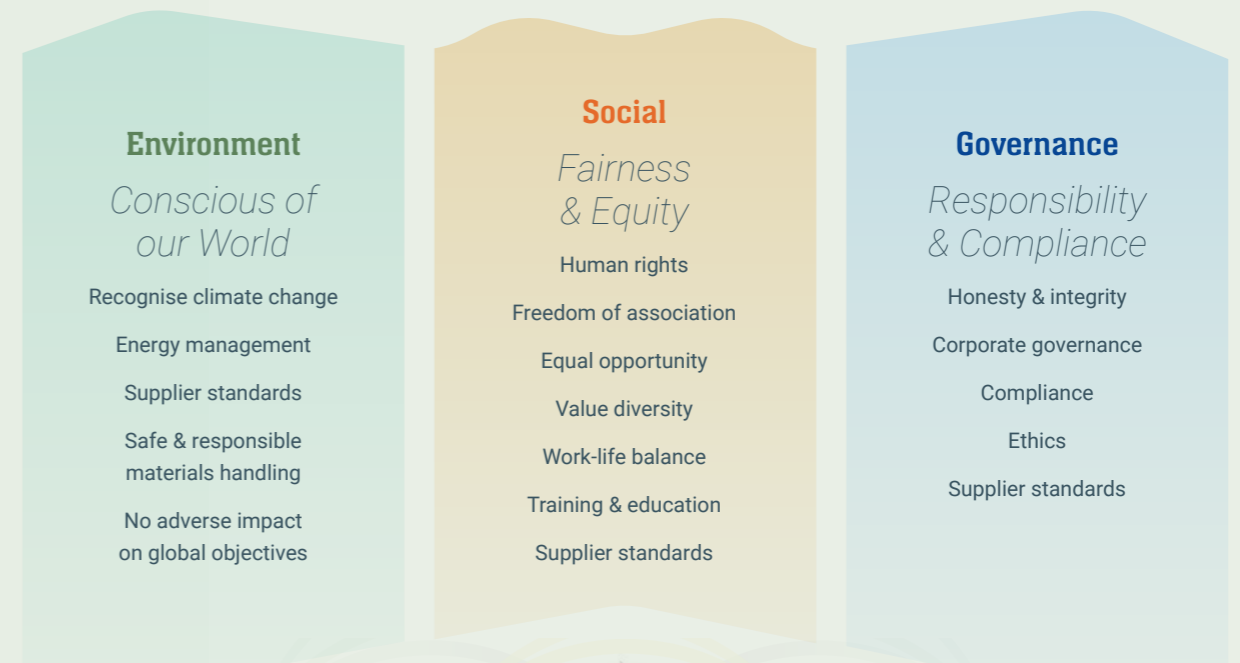 Environment
Conscious of
our World
Recognise climate change
Energy management
Supplier standards
Safe & responsible
materials handling
No adverse impact
on global objectives
Social
Fairness
& Equity
Human rights
Freedom of association
Equal opportunity
Value diversity
Work-life balance
Training & education
Supplier standards
Governance
Responsibility
& Compliance
Honesty & integrity
Corporate governance
Compliance
Ethics
Supplier standards